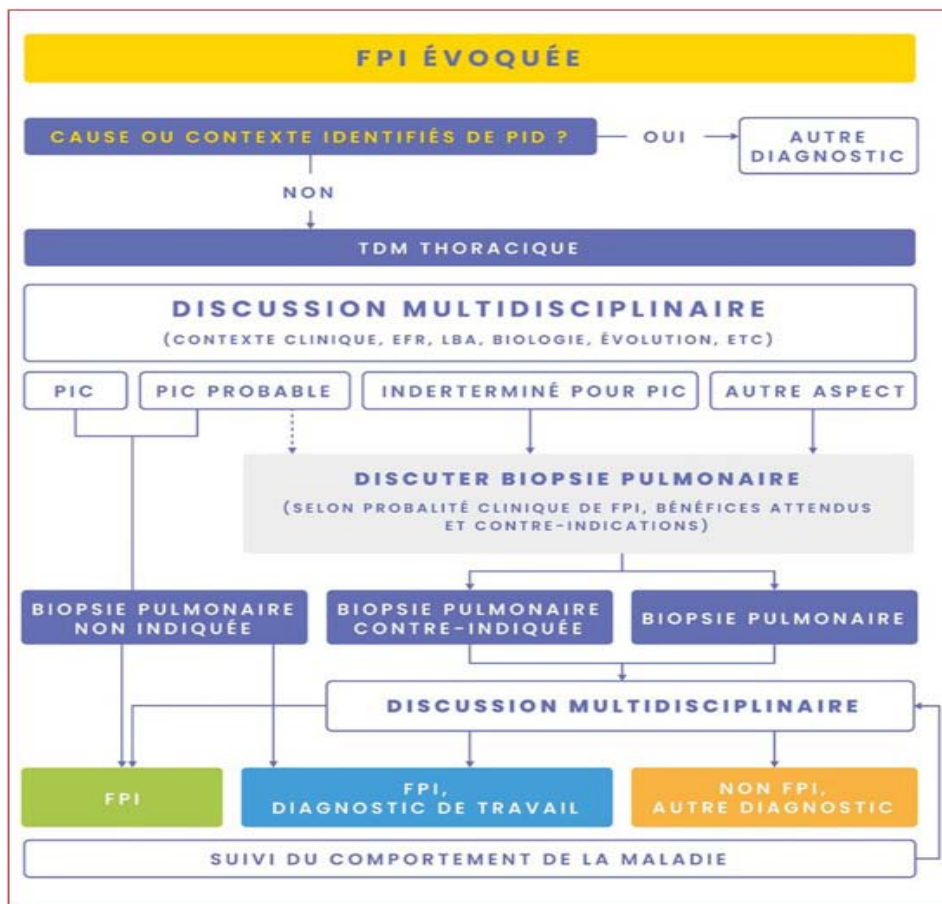 FPI ÉVOQUÉE
CAUSE OU CONTEXTE IDENTIFIÉS DE PID ?
OUI
AUTRE
DIAGNOSTIC
NON
TDM THORACIQUE
DISCUSSION MULTIDISCIPLINAIRE
(CONTEXTE CLINIQUE, EFR, LBA, BIOLOGIE, ÉVOLUTION, ETC)
PIC
PIC PROBABLE
INDERTERMINÉ POUR PIC
AUTRE ASPECT
DISCUTER BIOPSIE PULMONAIRE
(SELON PROBALITÉ CLINIQUE DE FPI, BÉNÉFICES ATTENDUS
ET CONTRE-INDICATIONS)
BIOPSIE PULMONAIRE
NON INDIQUÉE
BIOPSIE PULMONAIRE
CONTRE-INDIQUÉE
BIOPSIE PULMONAIRE
DISCUSSION MULTIDISCIPLINAIRE
FPI
FPI,
DIAGNOSTIC DE TRAVAIL
NON FPI,
AUTRE DIAGNOSTIC
SUIVI DU COMPORTEMENT DE LA MALADIE